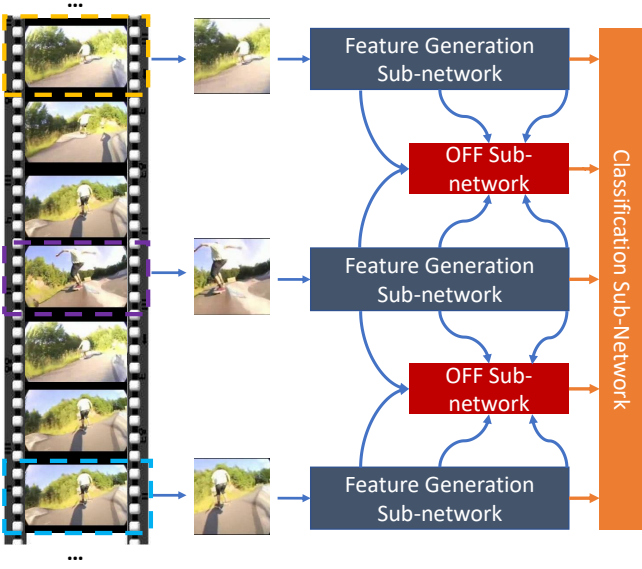 ...
Feature Generation
Sub-network
OFF Sub-
network
Feature Generation
Sub-network
OFF Sub-
network
Feature Generation
Sub-network
Classification Sub-Network
...